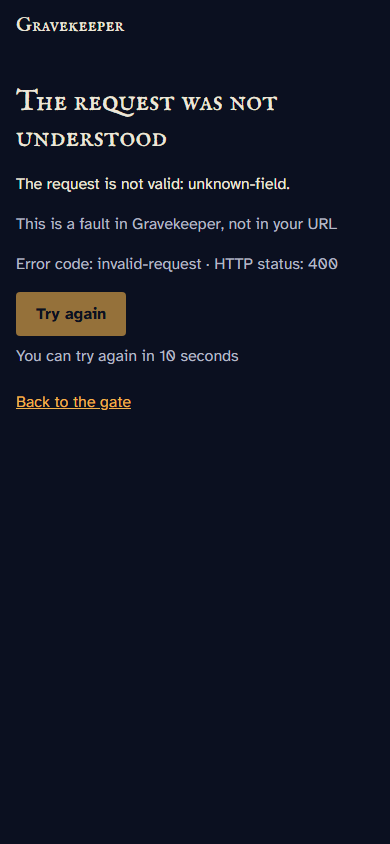 Gravekeeper
The request was not
understood
The request is not valid: unknown-field.
This is a fault in Gravekeeper, not in your URL
Error code: invalid-request · HTTP status: 400
Try again
You can try again in 10 seconds
Back to the gate